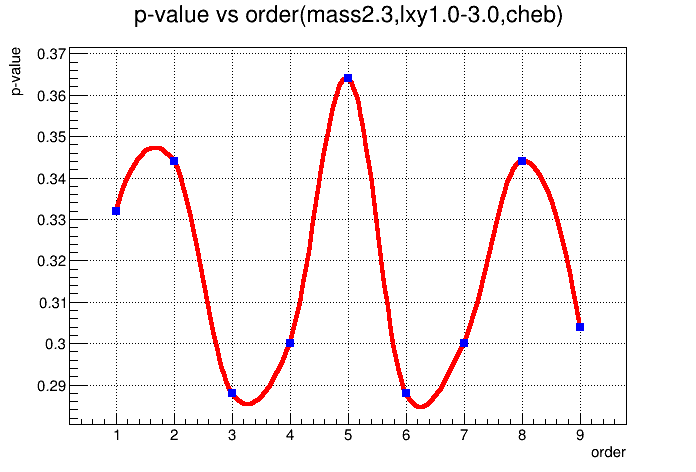 p-value vs order(mass2.3,lxy1.0-3.0,cheb)
p-value
0.37
0.36
0.35
0.34
0.33
0.32
0.31
0.3
0.29
1 2 3 4 5 6 7 8 9
order